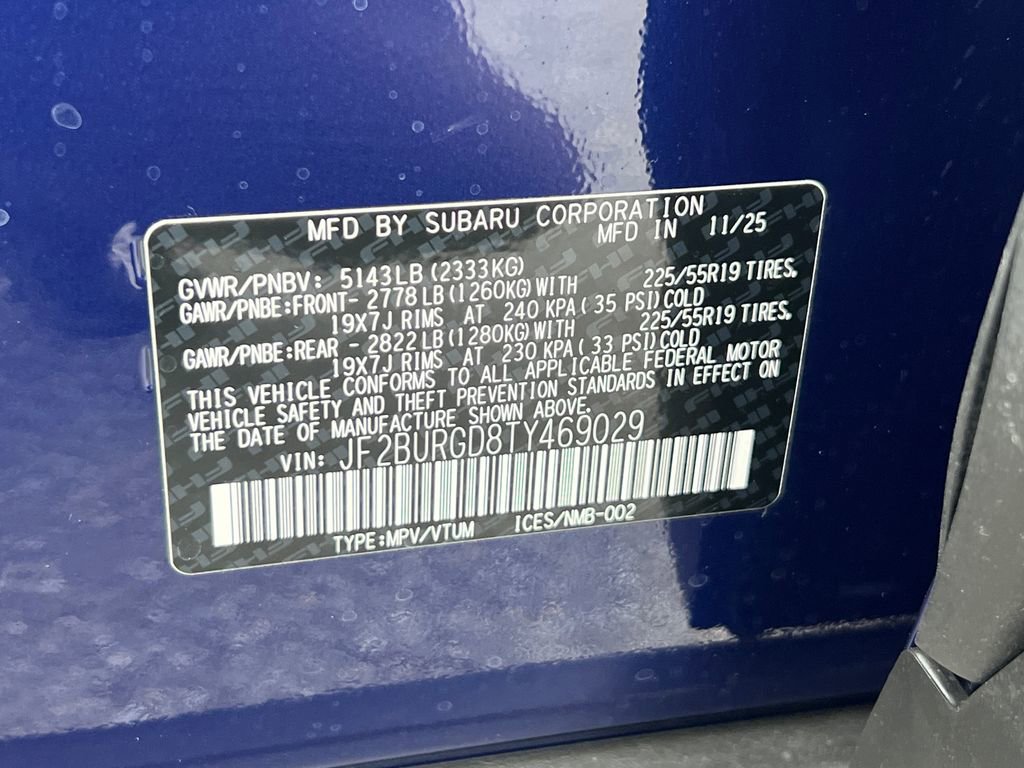 MFD BY SUBARU CORPORATION
MFD IN 11/25
GVWR/PNBV: 5143LB (2333KG)
GAWR/PNBE:FRONT- 2778 LB (1260KG) WITH 225/55R19 TIRES,
19X7J RIMS AT 240 KPA ( 35 PSI) COLD
GAWR/PNBE:REAR - 2822 LB (1280KG) WITH 225/55R19 TIRES,
19X7J RIMS AT 230 KPA ( 33 PSI) COLD
THIS VEHICLE CONFORMS TO ALL APPLICABLE FEDERAL MOTOR
VEHICLE SAFETY AND THEFT PREVENTION STANDARDS IN EFFECT ON
THE DATE OF MANUFACTURE SHOWN ABOVE.
VIN: JF2BURGD8TY469029
TYPE:MPV/VTUM ICES/NMB-002